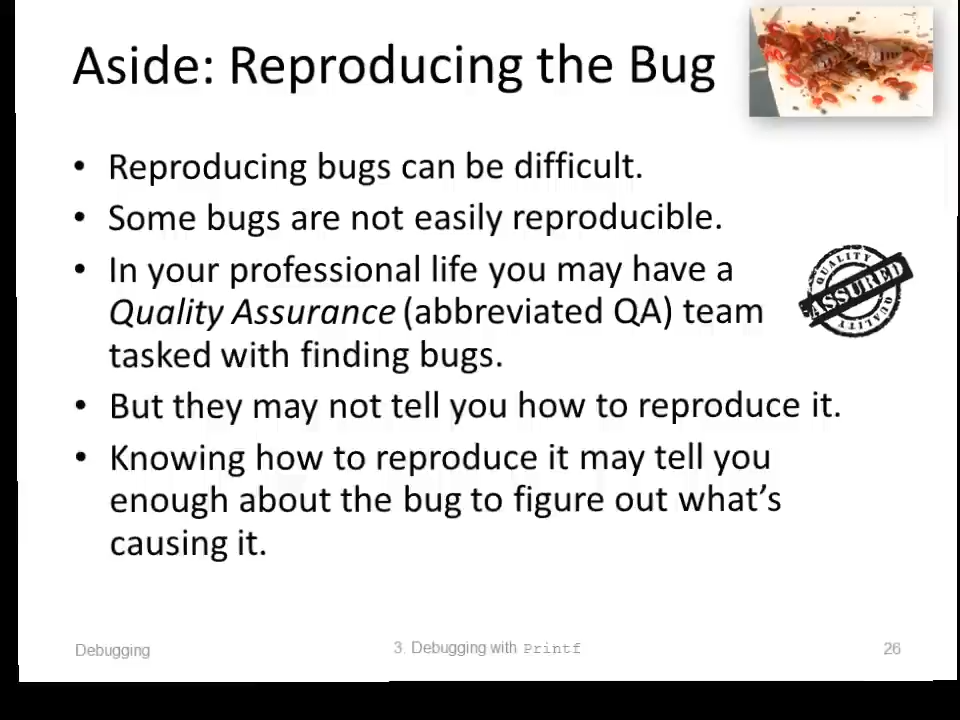 Aside: Reproducing the Bug
• Reproducing bugs can be difficult.
• Some bugs are not easily reproducible.
• In your professional life you may have a
Quality Assurance (abbreviated QA) team
tasked with finding bugs.
QUALITY
ASSURED
QUALITY
• But they may not tell you how to reproduce it.
• Knowing how to reproduce it may tell you
enough about the bug to figure out what's
causing it.
Debugging
3. Debugging with Printf
26